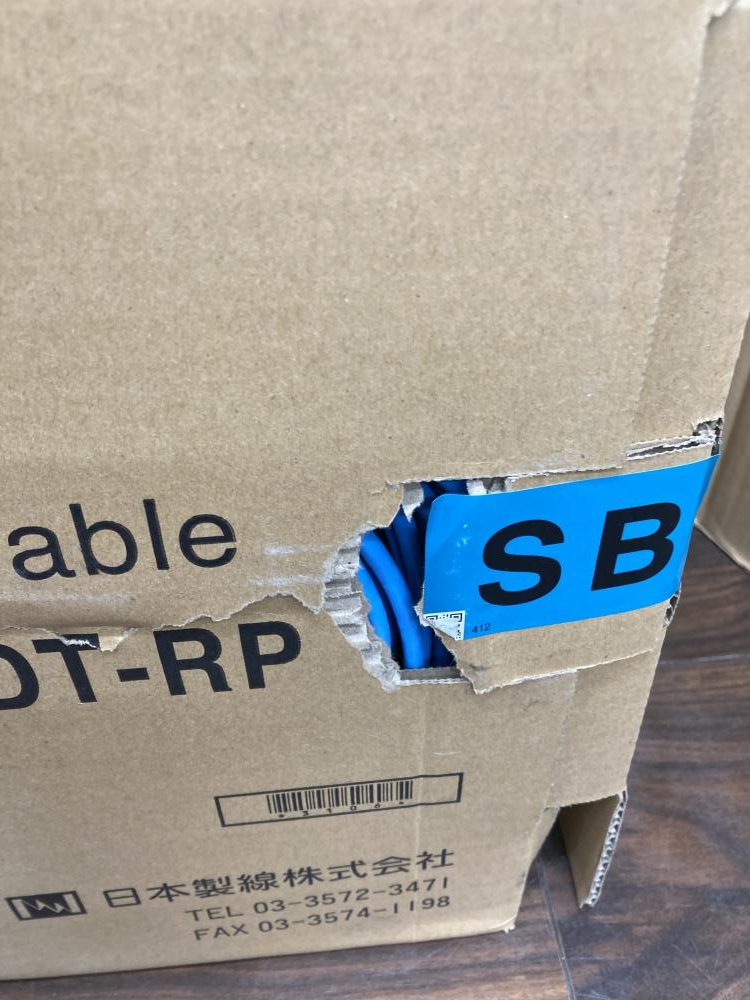 able
SB
412
DT-RP
*3106*
日本製線株式会社
TEL 03-3572-3471
FAX 03-3574-1198